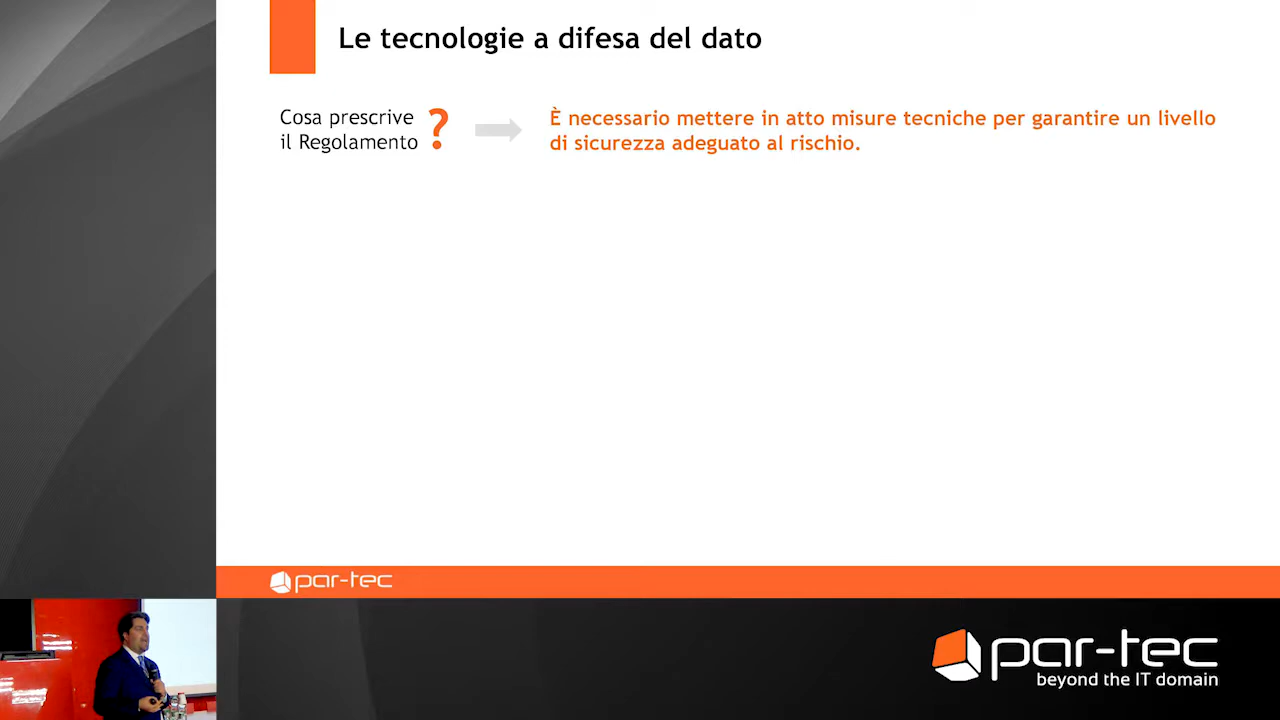 Le tecnologie a difesa del dato
Cosa prescrive
il Regolamento
?
È necessario mettere in atto misure tecniche per garantire un livello
di sicurezza adeguato al rischio.
par-tec
par-tec
beyond the IT domain